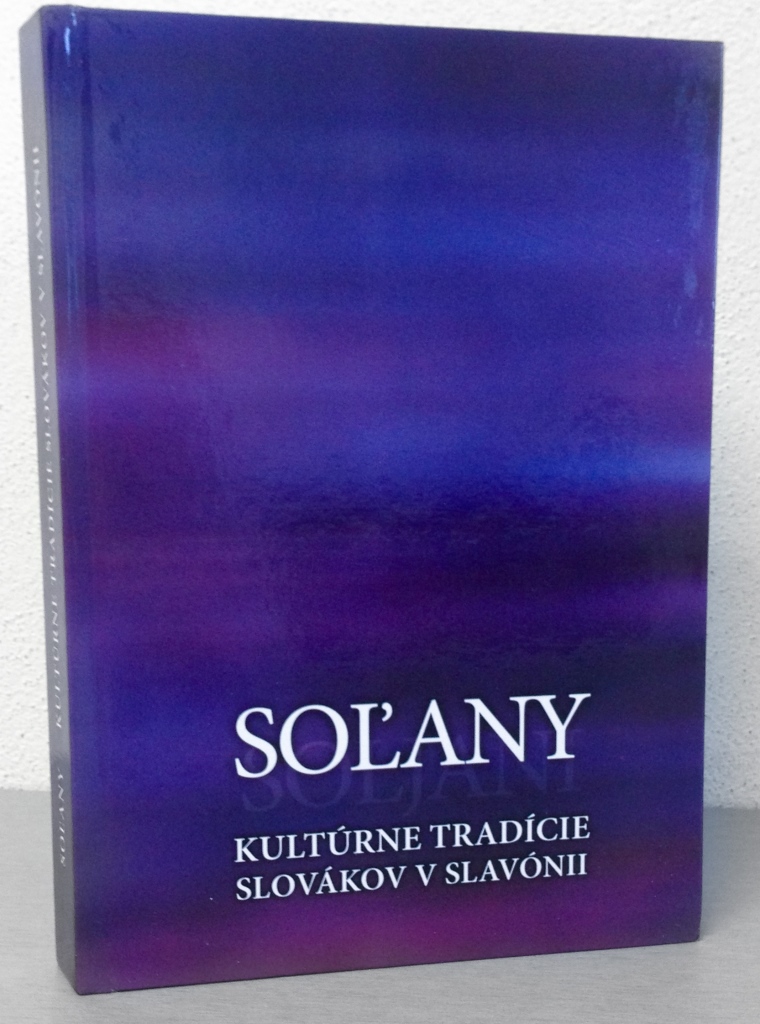 SOĽANY
SOLJANI
KULTÚRNE TRADÍCIE
SLOVÁKOV V SLAVÓNII
SOĽANY KULTÚRNE TRADÍCIE SLOVÁKOV V SLAVÓNII